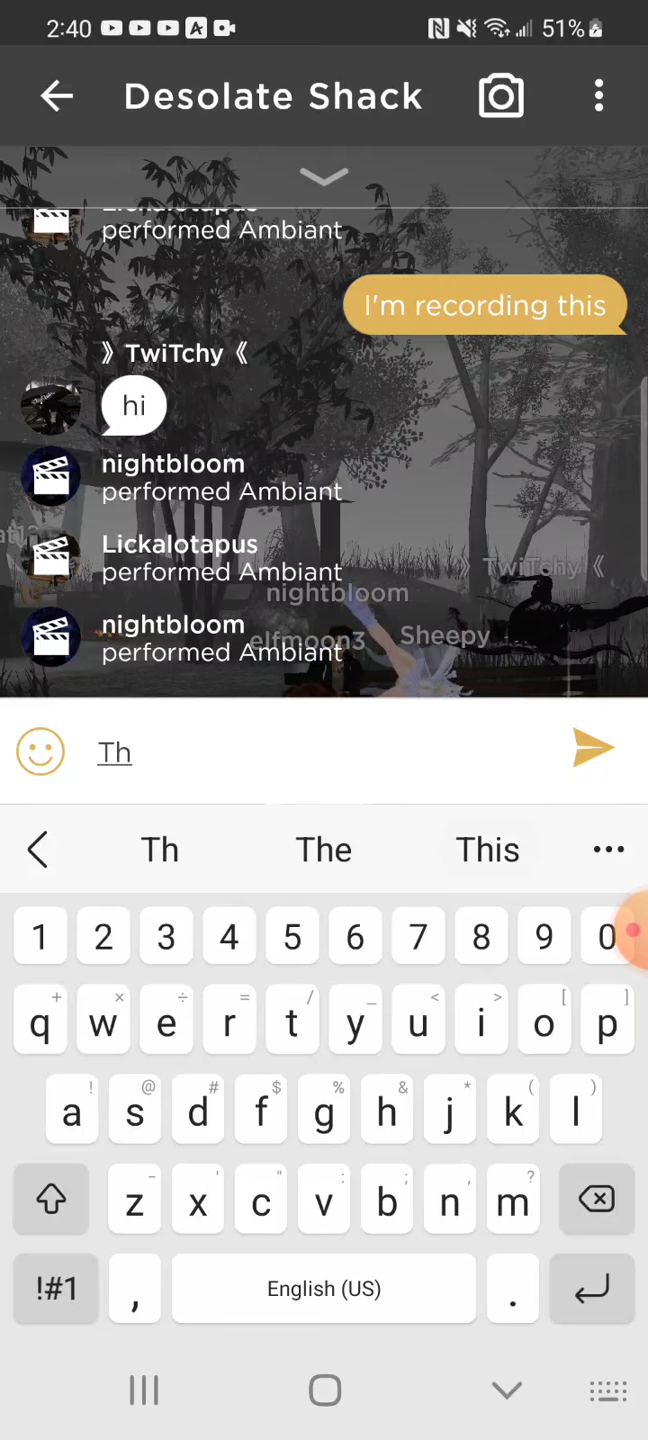 2:40
51%
Desolate Shack
Lickalotapus
performed Ambiant
I'm recording this
》 TwiTchy 《
hi
nightbloom
performed Ambiant
Lickalotapus
performed Ambiant
》 TwiTchy 《
nightbloom
nightbloom
performed Ambiant
elfmoon3
Sheepy
Th
Th
The
This
1 2 3 4 5 6 7 8 9 0
+ × ÷ = / _ < > [ ]
q w e r t y u i o p
! @ # $ % & * ( )
a s d f g h j k l
- ' " : ; , ?
z x c v b n m
!#1 , English (US) .